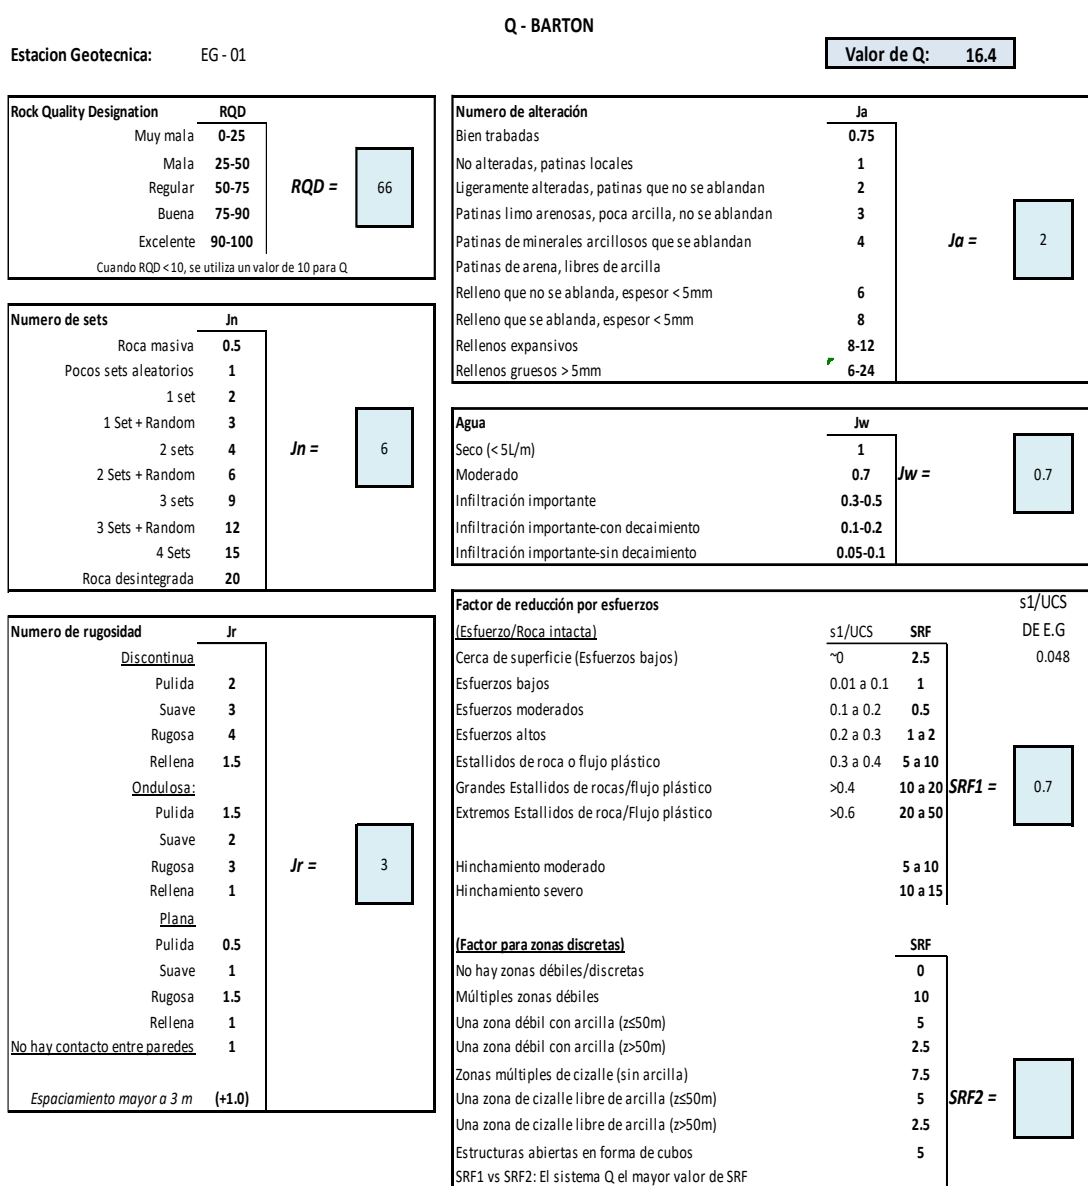 Q - BARTON
Estacion Geotecnica: EG - 01
Valor de Q: 16.4
Rock Quality Designation RQD
Muy mala 0-25
Mala 25-50
Regular 50-75
Buena 75-90
Excelente 90-100
Cuando RQD < 10, se utiliza un valor de 10 para Q
RQD = 66
Numero de sets Jn
Roca masiva 0.5
Pocos sets aleatorios 1
1 set 2
1 Set + Random 3
2 sets 4
2 Sets + Random 6
3 sets 9
3 Sets + Random 12
4 Sets 15
Roca desintegrada 20
Jn = 6
Numero de rugosidad Jr
Discontinua
Pulida 2
Suave 3
Rugosa 4
Rellena 1.5
Ondulosa:
Pulida 1.5
Suave 2
Rugosa 3
Rellena 1
Plana
Pulida 0.5
Suave 1
Rugosa 1.5
Rellena 1
No hay contacto entre paredes 1
Espaciamiento mayor a 3 m (+1.0)
Jr = 3
Numero de alteración Ja
Bien trabadas 0.75
No alteradas, patinas locales 1
Ligeramente alteradas, patinas que no se ablandan 2
Patinas limo arenosas, poca arcilla, no se ablandan 3
Patinas de minerales arcillosos que se ablandan 4
Patinas de arena, libres de arcilla
Relleno que no se ablanda, espesor < 5mm 6
Relleno que se ablanda, espesor < 5mm 8
Rellenos expansivos 8-12
Rellenos gruesos > 5mm 6-24
Ja = 2
Agua Jw
Seco (< 5L/m) 1
Moderado 0.7
Infiltración importante 0.3-0.5
Infiltración importante-con decaimiento 0.1-0.2
Infiltración importante-sin decaimiento 0.05-0.1
Jw = 0.7
Factor de reducción por esfuerzos s1/UCS
(Esfuerzo/Roca intacta) s1/UCS SRF DE E.G
Cerca de superficie (Esfuerzos bajos) ~0 2.5 0.048
Esfuerzos bajos 0.01 a 0.1 1
Esfuerzos moderados 0.1 a 0.2 0.5
Esfuerzos altos 0.2 a 0.3 1 a 2
Estallidos de roca o flujo plástico 0.3 a 0.4 5 a 10
Grandes Estallidos de rocas/flujo plástico >0.4 10 a 20
Extremos Estallidos de roca/Flujo plástico >0.6 20 a 50
Hinchamiento moderado 5 a 10
Hinchamiento severo 10 a 15
SRF1 = 0.7
(Factor para zonas discretas) SRF
No hay zonas débiles/discretas 0
Múltiples zonas débiles 10
Una zona débil con arcilla (z≤50m) 5
Una zona débil con arcilla (z>50m) 2.5
Zonas múltiples de cizalle (sin arcilla) 7.5
Una zona de cizalle libre de arcilla (z≤50m) 5
Una zona de cizalle libre de arcilla (z>50m) 2.5
Estructuras abiertas en forma de cubos 5
SRF1 vs SRF2: El sistema Q el mayor valor de SRF
SRF2 =